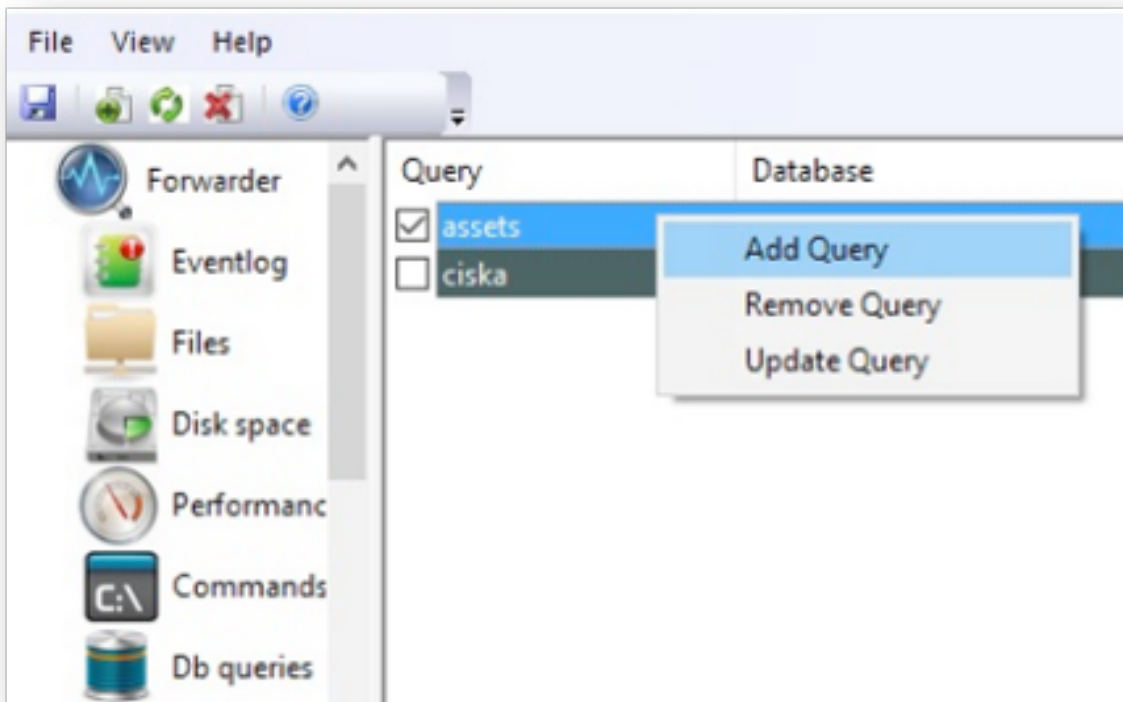 File View Help
Forwarder
Eventlog
Files
Disk space
Performanc
Commands
C:\
Db queries
Query Database
assets
ciska
Add Query
Remove Query
Update Query